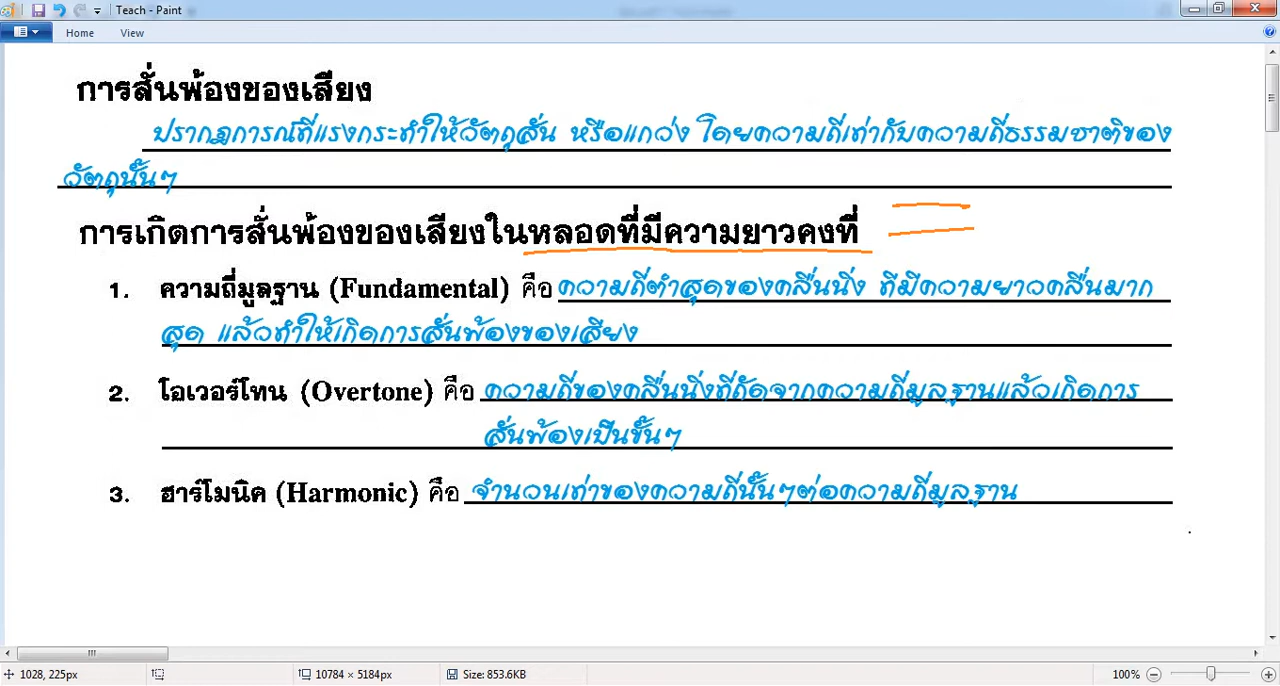 Teach - Paint
Home View
การสั่นพ้องของเสียง
ปรากฏการณ์ที่แรงกระทำให้วัตถุสั่น หรือแกว่ง โดยความถี่เท่ากับความถี่ธรรมชาติของ
วัตถุนั้นๆ
การเกิดการสั่นพ้องของเสียงในหลอดที่มีความยาวคงที่
1. ความถี่มูลฐาน (Fundamental) คือ ความถี่ต่ำสุดของคลื่นนิ่ง ที่มีความยาวคลื่นมาก
สุด แล้วทำให้เกิดการสั่นพ้องของเสียง
2. โอเวอร์โทน (Overtone) คือ ความถี่ของคลื่นนิ่งที่ถัดจากความถี่มูลฐานแล้วเกิดการ
สั่นพ้องเป็นขั้นๆ
3. ฮาร์โมนิค (Harmonic) คือ จำนวนเท่าของความถี่นั้นๆต่อความถี่มูลฐาน
1028, 225px 10784 × 5184px Size: 853.6KB 100%